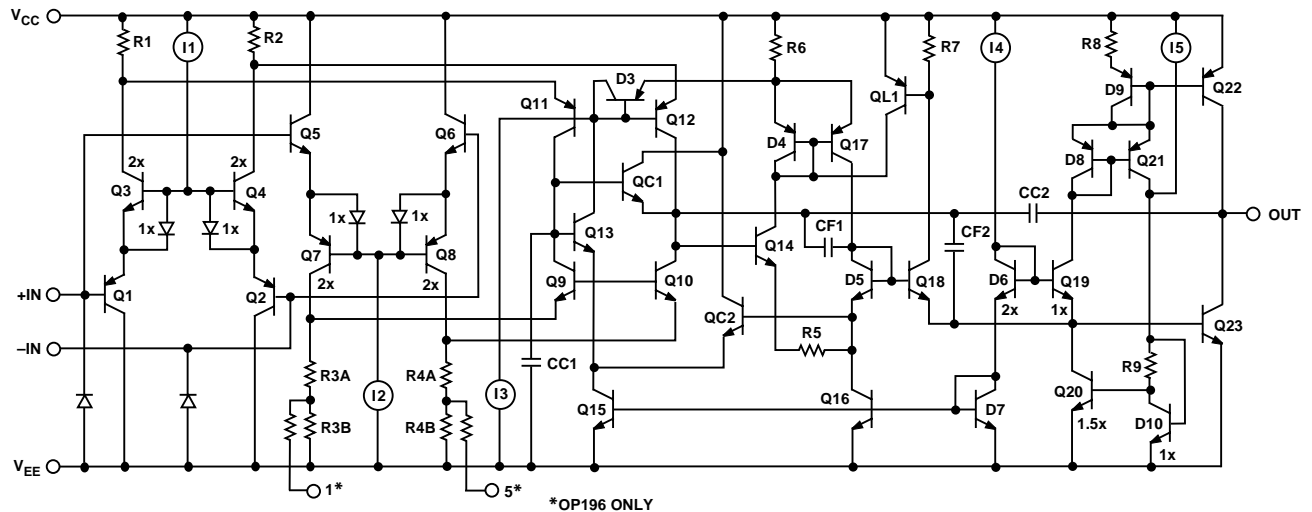 VCC
R1
I1
R2
R6
R7
I4
R8
I5
D3
QL1
D9
Q22
Q11
Q12
Q5
Q6
D4
Q17
D8
Q21
2x
2x
Q3
Q4
QC1
1x
1x
1x
1x
CC2
OUT
CF1
CF2
Q7
Q8
Q13
Q14
2x
2x
D5
Q18
D6
Q19
+IN
Q1
Q2
Q9
Q10
2x
1x
QC2
Q23
–IN
R5
R3A
R4A
CC1
R9
I2
I3
Q20
R3B
R4B
Q15
Q16
D7
D10
1.5x
1x
VEE
1*
5*
*OP196 ONLY